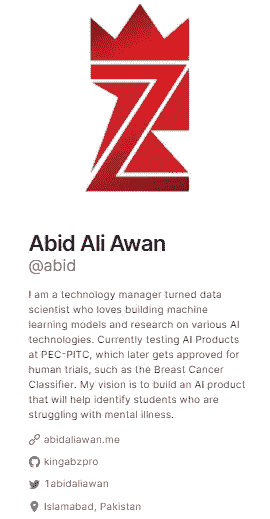 Abid Ali Awan
@abid
I am a technology manager turned data
scientist who loves building machine
learning models and research on various AI
technologies. Currently testing AI Products
at PEC-PITC, which later gets approved for
human trials, such as the Breast Cancer
Classifier. My vision is to build an AI product
that will help identify students who are
struggling with mental illness.
abidaliawan.me
kingabzpro
1abidaliawan
Islamabad, Pakistan